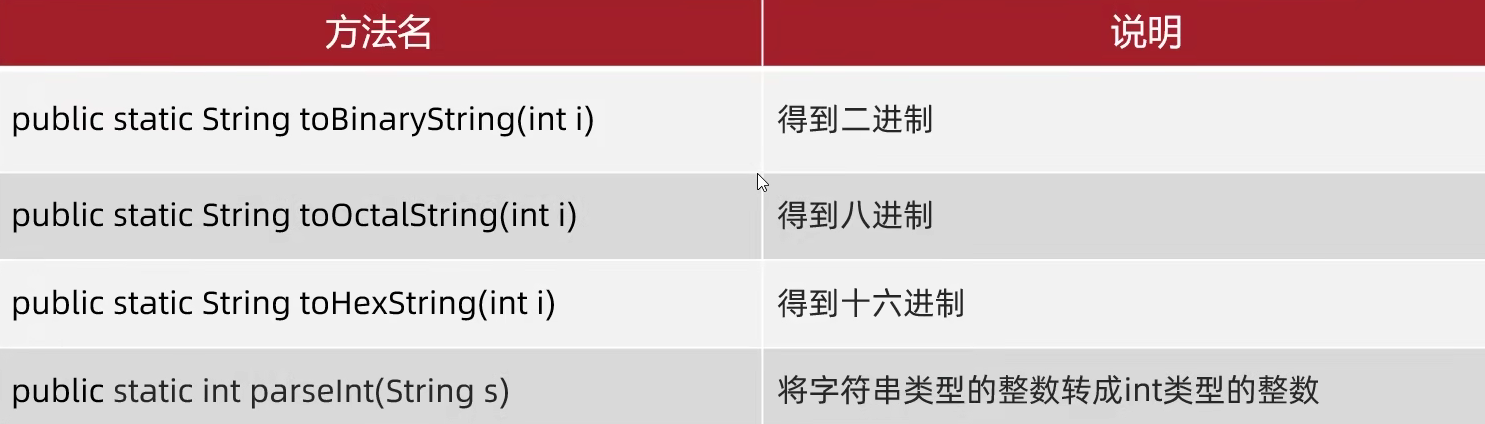 方法名 说明
public static String toBinaryString(int i) 得到二进制
public static String toOctalString(int i) 得到八进制
public static String toHexString(int i) 得到十六进制
public static int parseInt(String s) 将字符串类型的整数转成int类型的整数